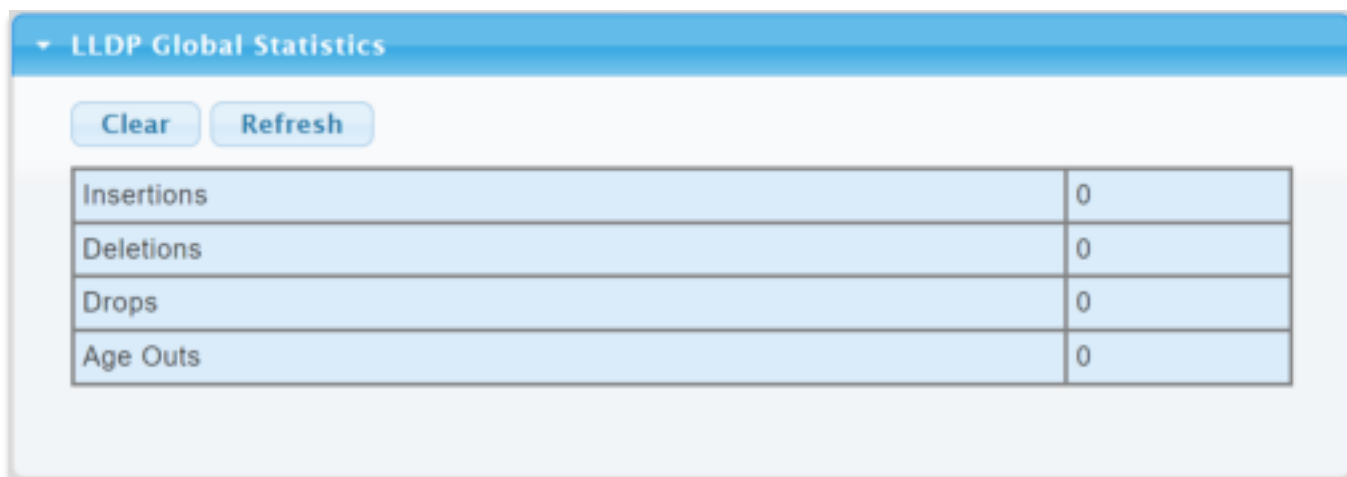 LLDP Global Statistics
Clear Refresh
Insertions 0
Deletions 0
Drops 0
Age Outs 0